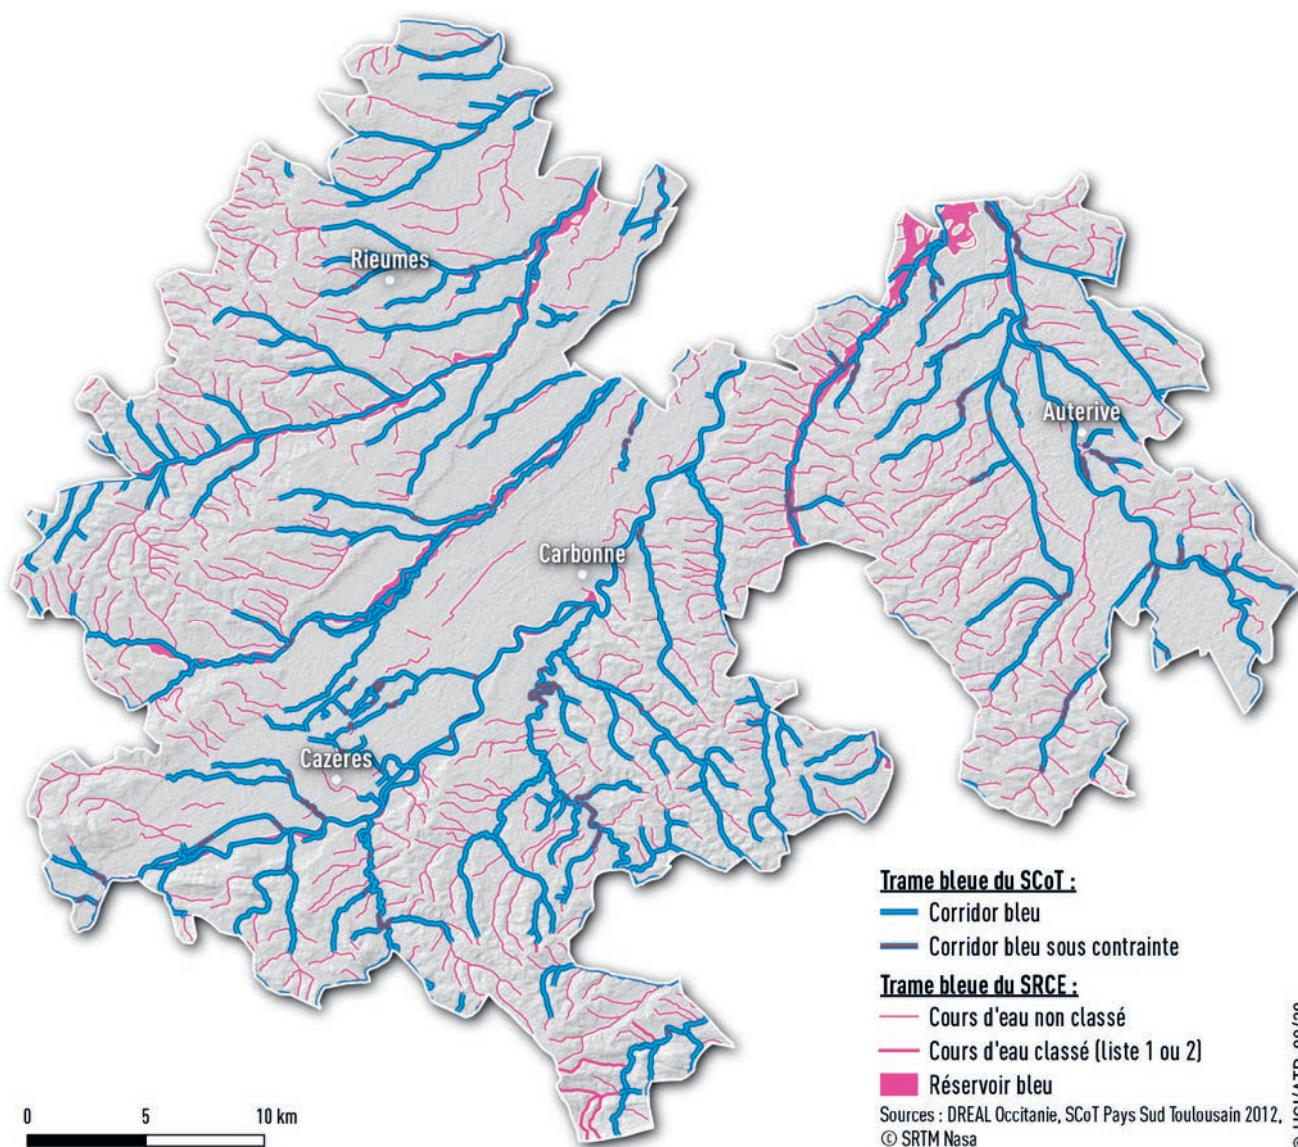 Rieumes
Auterive
Carbonne
Cazères
Trame bleue du SCoT :
Corridor bleu
Corridor bleu sous contrainte
Trame bleue du SRCE :
Cours d'eau non classé
Cours d'eau classé (liste 1 ou 2)
Réservoir bleu
Sources : DREAL Occitanie, SCoT Pays Sud Toulousain 2012,
© SRTM Nasa
0 5 10 km